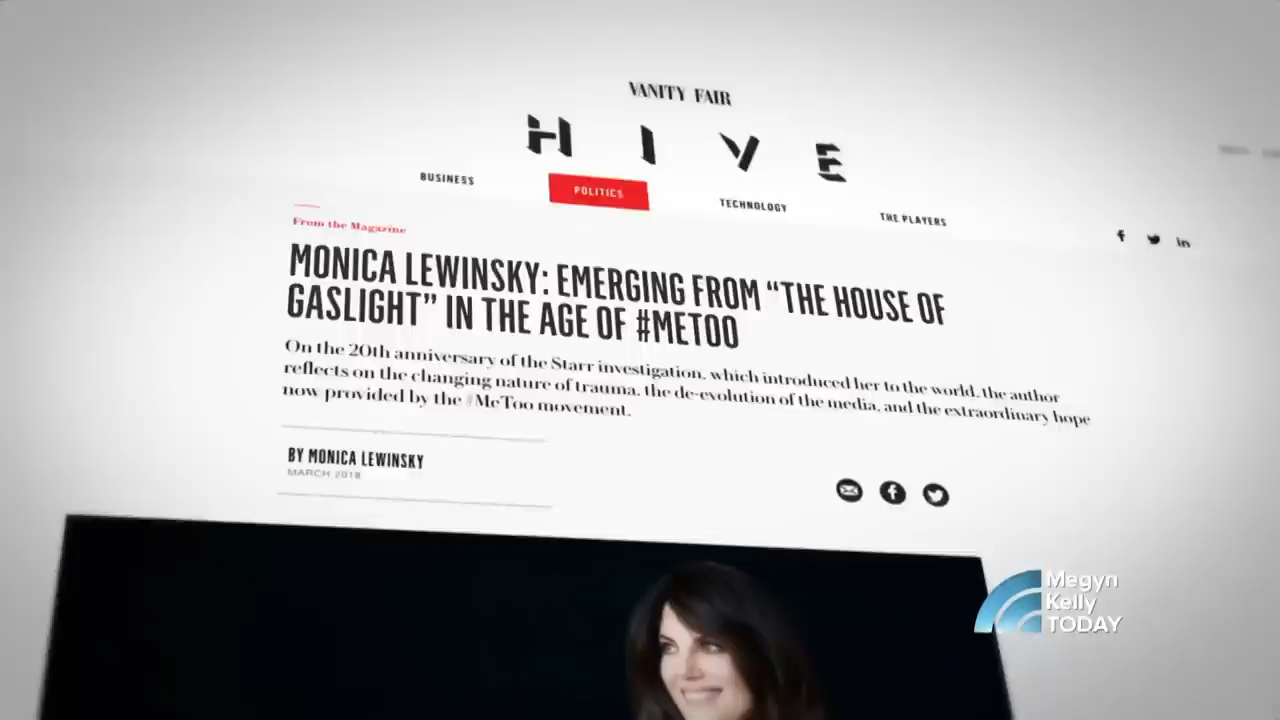 VANITY FAIR
HIVE
BUSINESS
POLITICS
TECHNOLOGY
THE PLAYERS
From the Magazine
MONICA LEWINSKY: EMERGING FROM “THE HOUSE OF
GASLIGHT” IN THE AGE OF #METOO
On the 20th anniversary of the Starr investigation, which introduced her to the world, the author
reflects on the changing nature of trauma, the de-evolution of the media, and the extraordinary hope
now provided by the #MeToo movement.
BY MONICA LEWINSKY
MARCH 2018
Megyn
Kelly
TODAY